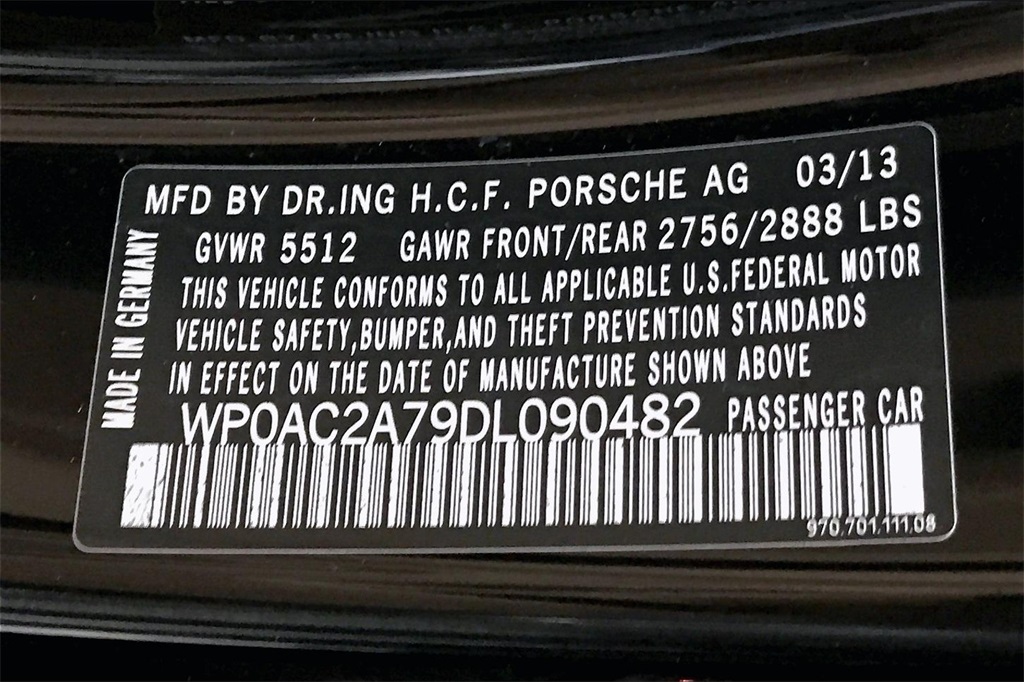 MFD BY DR.ING H.C.F. PORSCHE AG 03/13
GVWR 5512 GAWR FRONT/REAR 2756/2888 LBS
THIS VEHICLE CONFORMS TO ALL APPLICABLE U.S.FEDERAL MOTOR
VEHICLE SAFETY,BUMPER,AND THEFT PREVENTION STANDARDS
IN EFFECT ON THE DATE OF MANUFACTURE SHOWN ABOVE
WP0AC2A79DL090482 PASSENGER CAR
970.701.111.08
MADE IN GERMANY